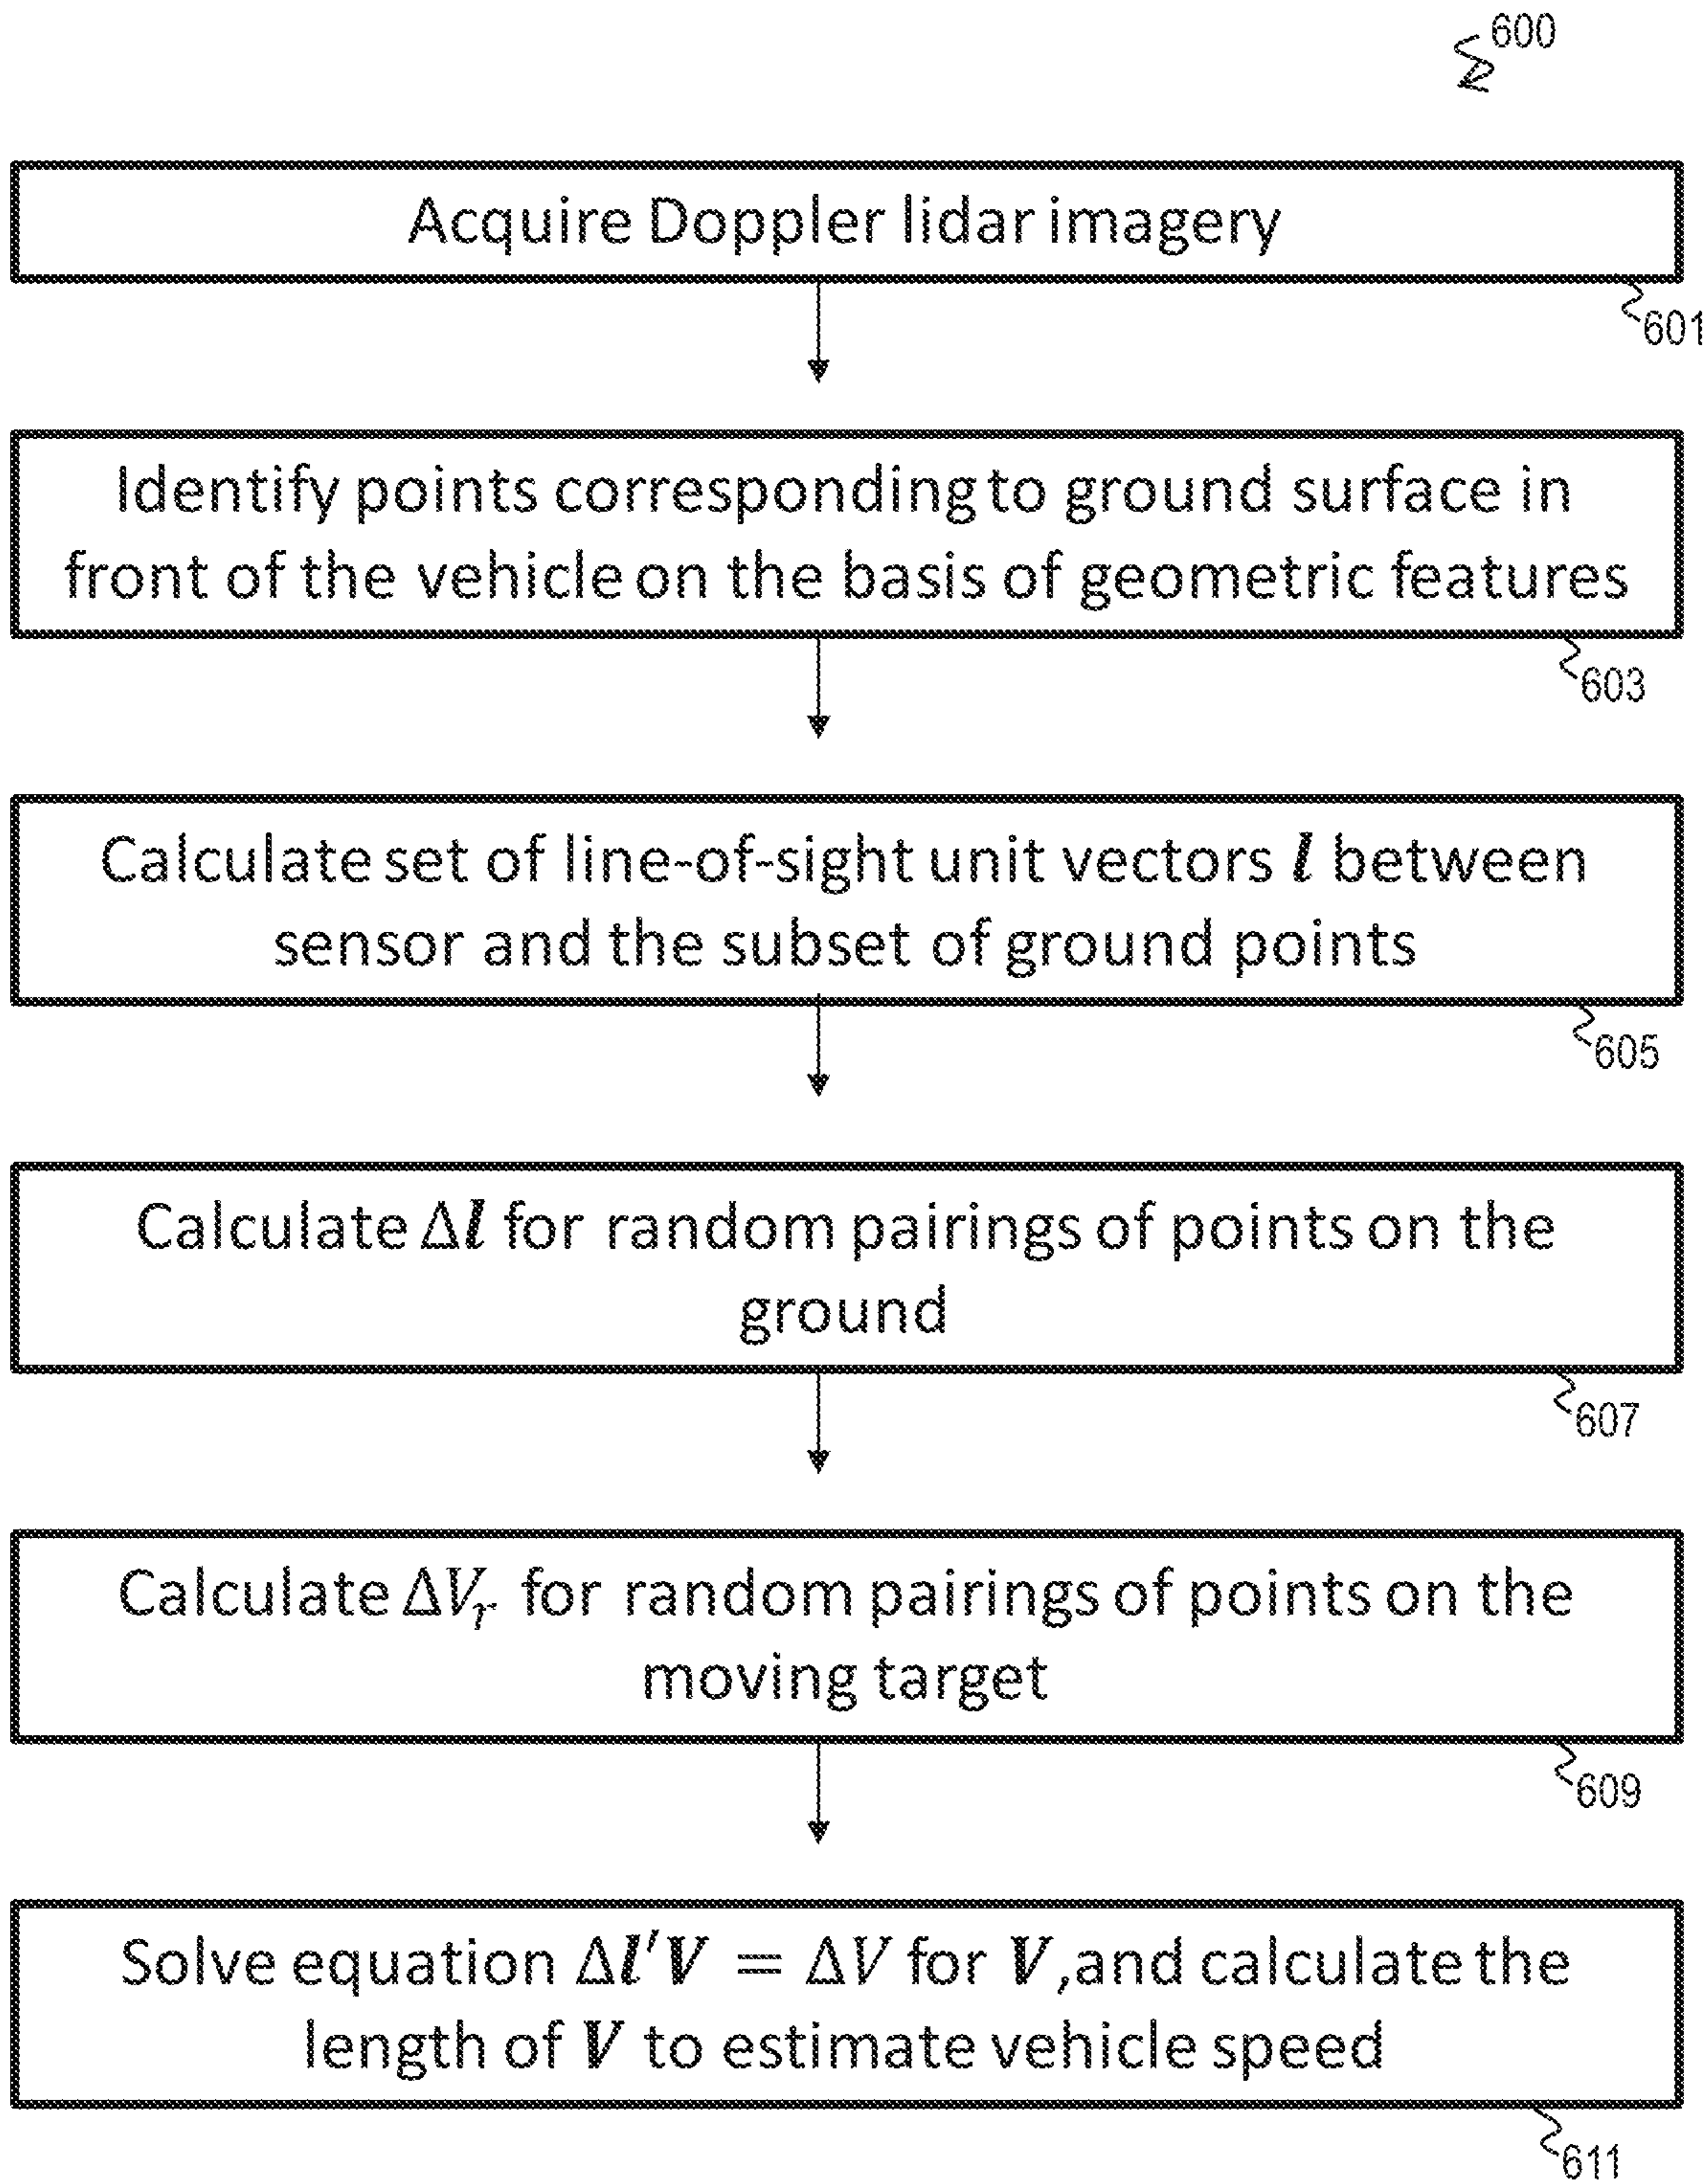 600
Acquire Doppler lidar imagery
601
Identify points corresponding to ground surface in
front of the vehicle on the basis of geometric features
603
Calculate set of line-of-sight unit vectors l between
sensor and the subset of ground points
605
Calculate Δl for random pairings of points on the
ground
607
Calculate ΔVr for random pairings of points on the
moving target
609
Solve equation Δl′V = ΔV for V,and calculate the
length of V to estimate vehicle speed
611